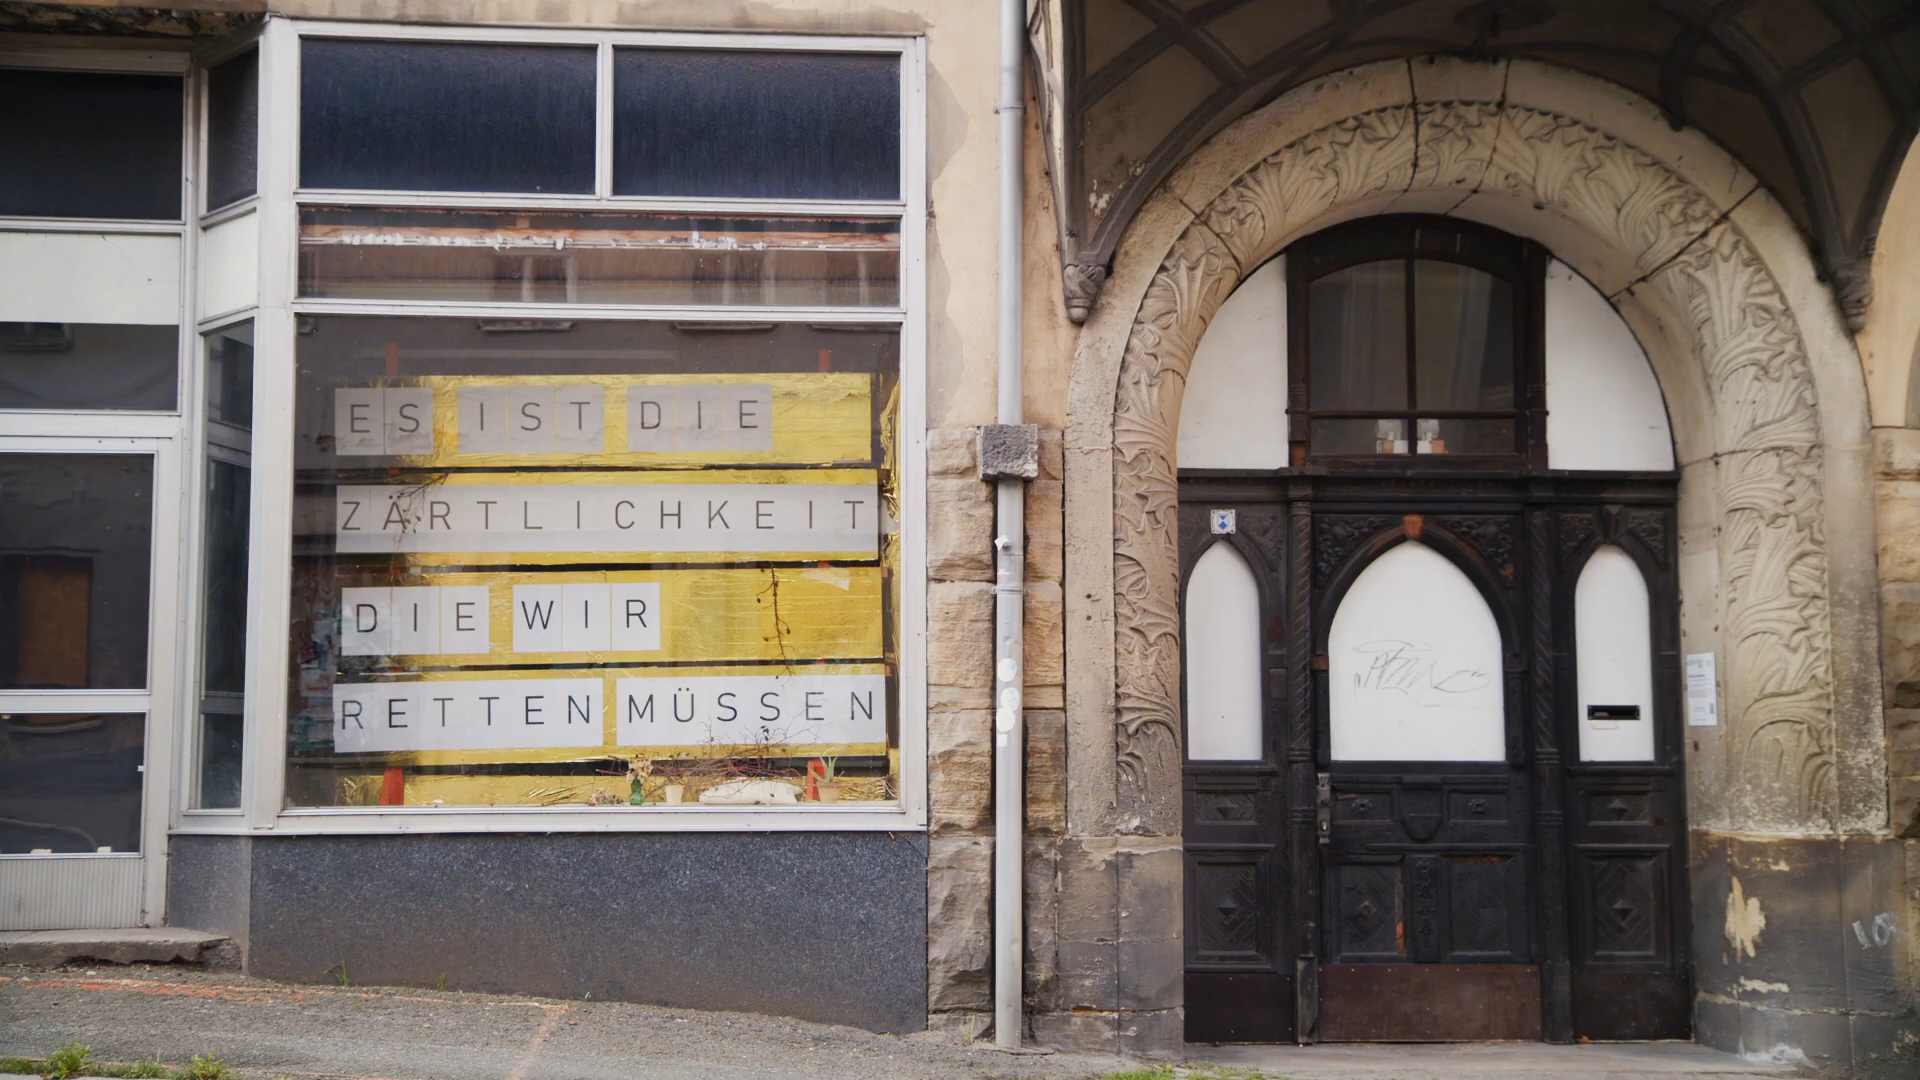 ES IST DIE
ZÄRTLICHKEIT
DIE WIR
RETTEN MÜSSEN